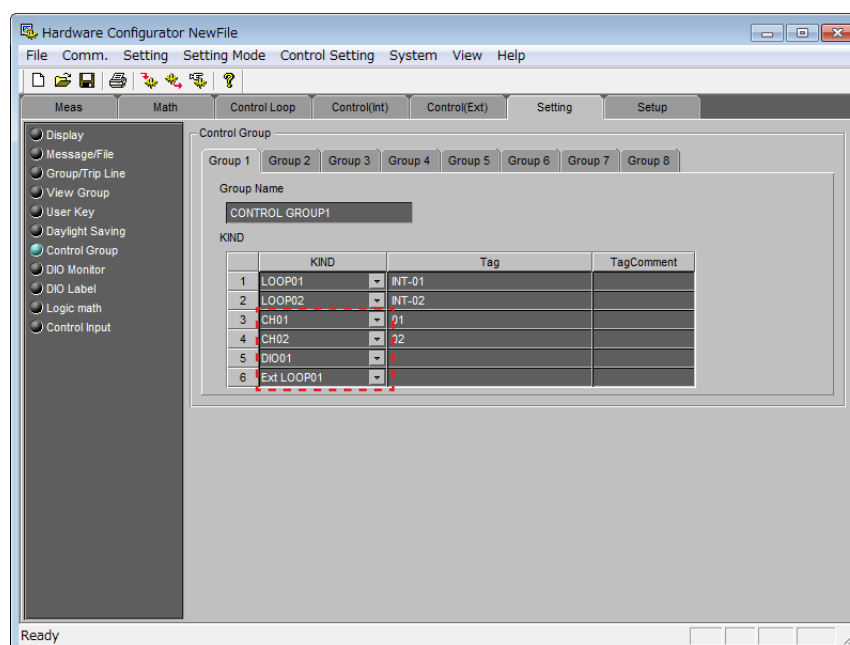 Hardware Configurator NewFile
File Comm. Setting Setting Mode Control Setting System View Help
Meas Math Control Loop Control(Int) Control(Ext) Setting Setup
Display
Message/File
Group/Trip Line
View Group
User Key
Daylight Saving
Control Group
DIO Monitor
DIO Label
Logic math
Control Input
Control Group
Group 1 Group 2 Group 3 Group 4 Group 5 Group 6 Group 7 Group 8
Group Name
CONTROL GROUP1
KIND
KIND Tag TagComment
1 LOOP01 INT-01
2 LOOP02 INT-02
3 CH01 01
4 CH02 02
5 DIO01
6 Ext LOOP01
Ready